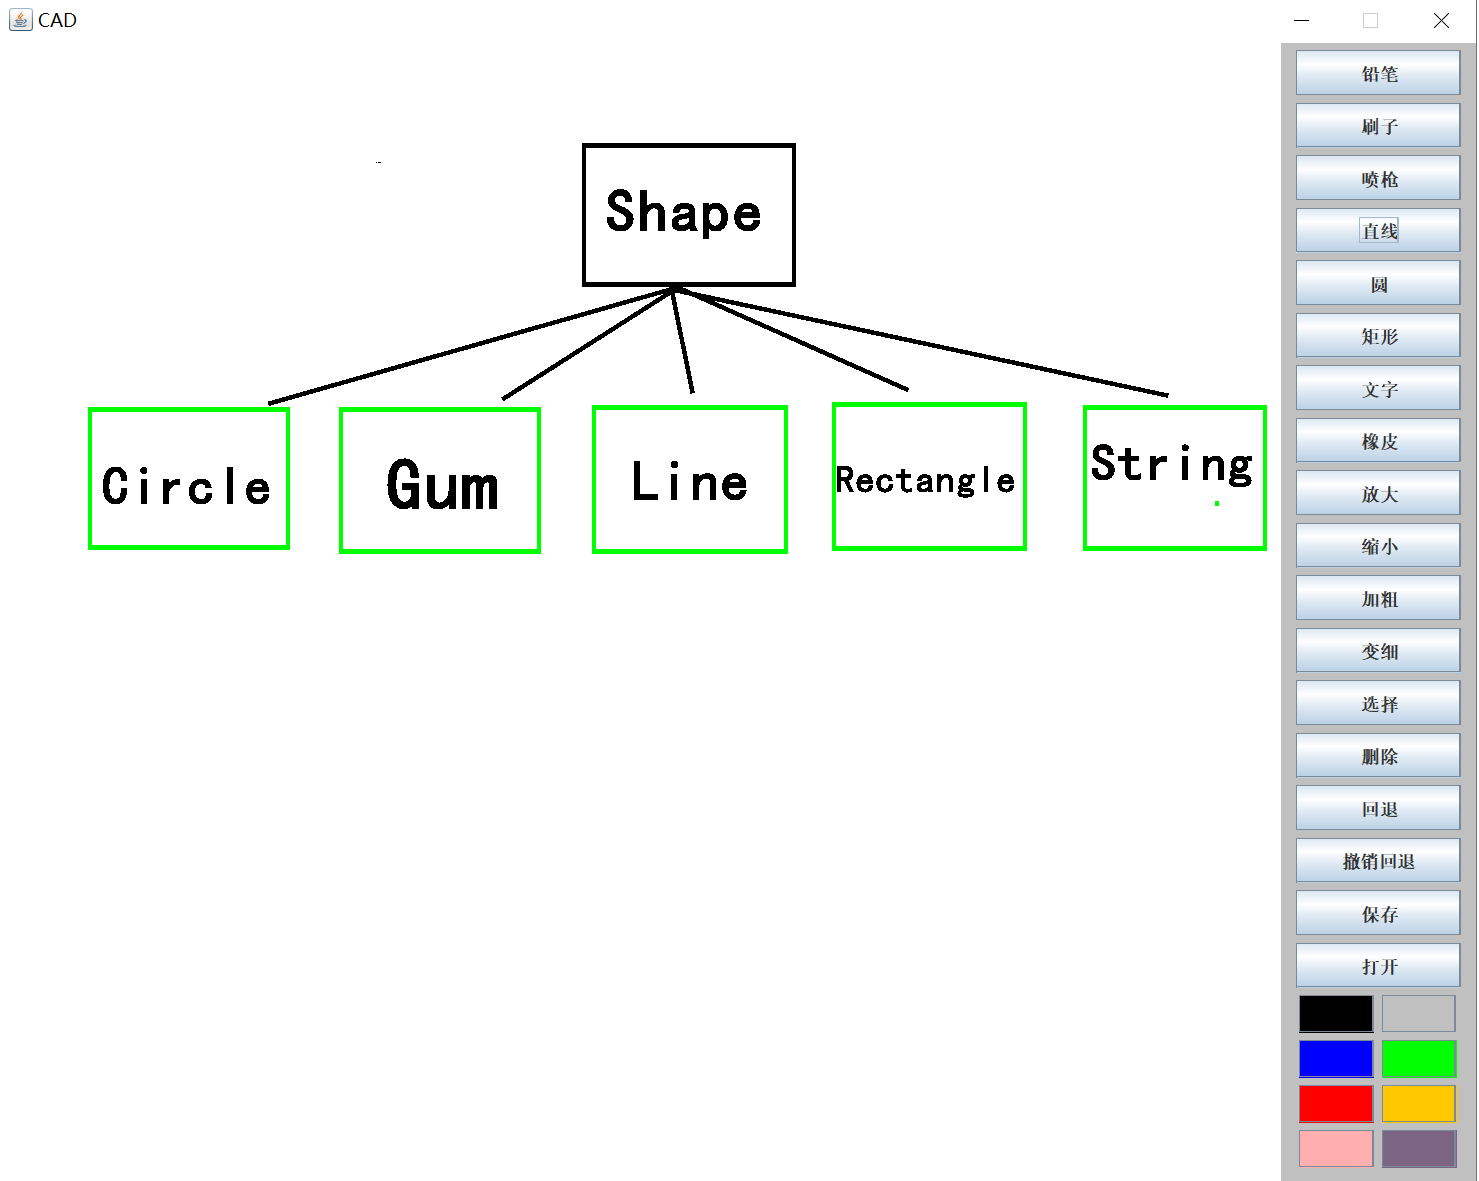 CAD
Shape
Circle
Gum
Line
Rectangle
String
铅笔
刷子
喷枪
直线
圆
矩形
文字
橡皮
放大
缩小
加粗
变细
选择
删除
回退
撤销回退
保存
打开